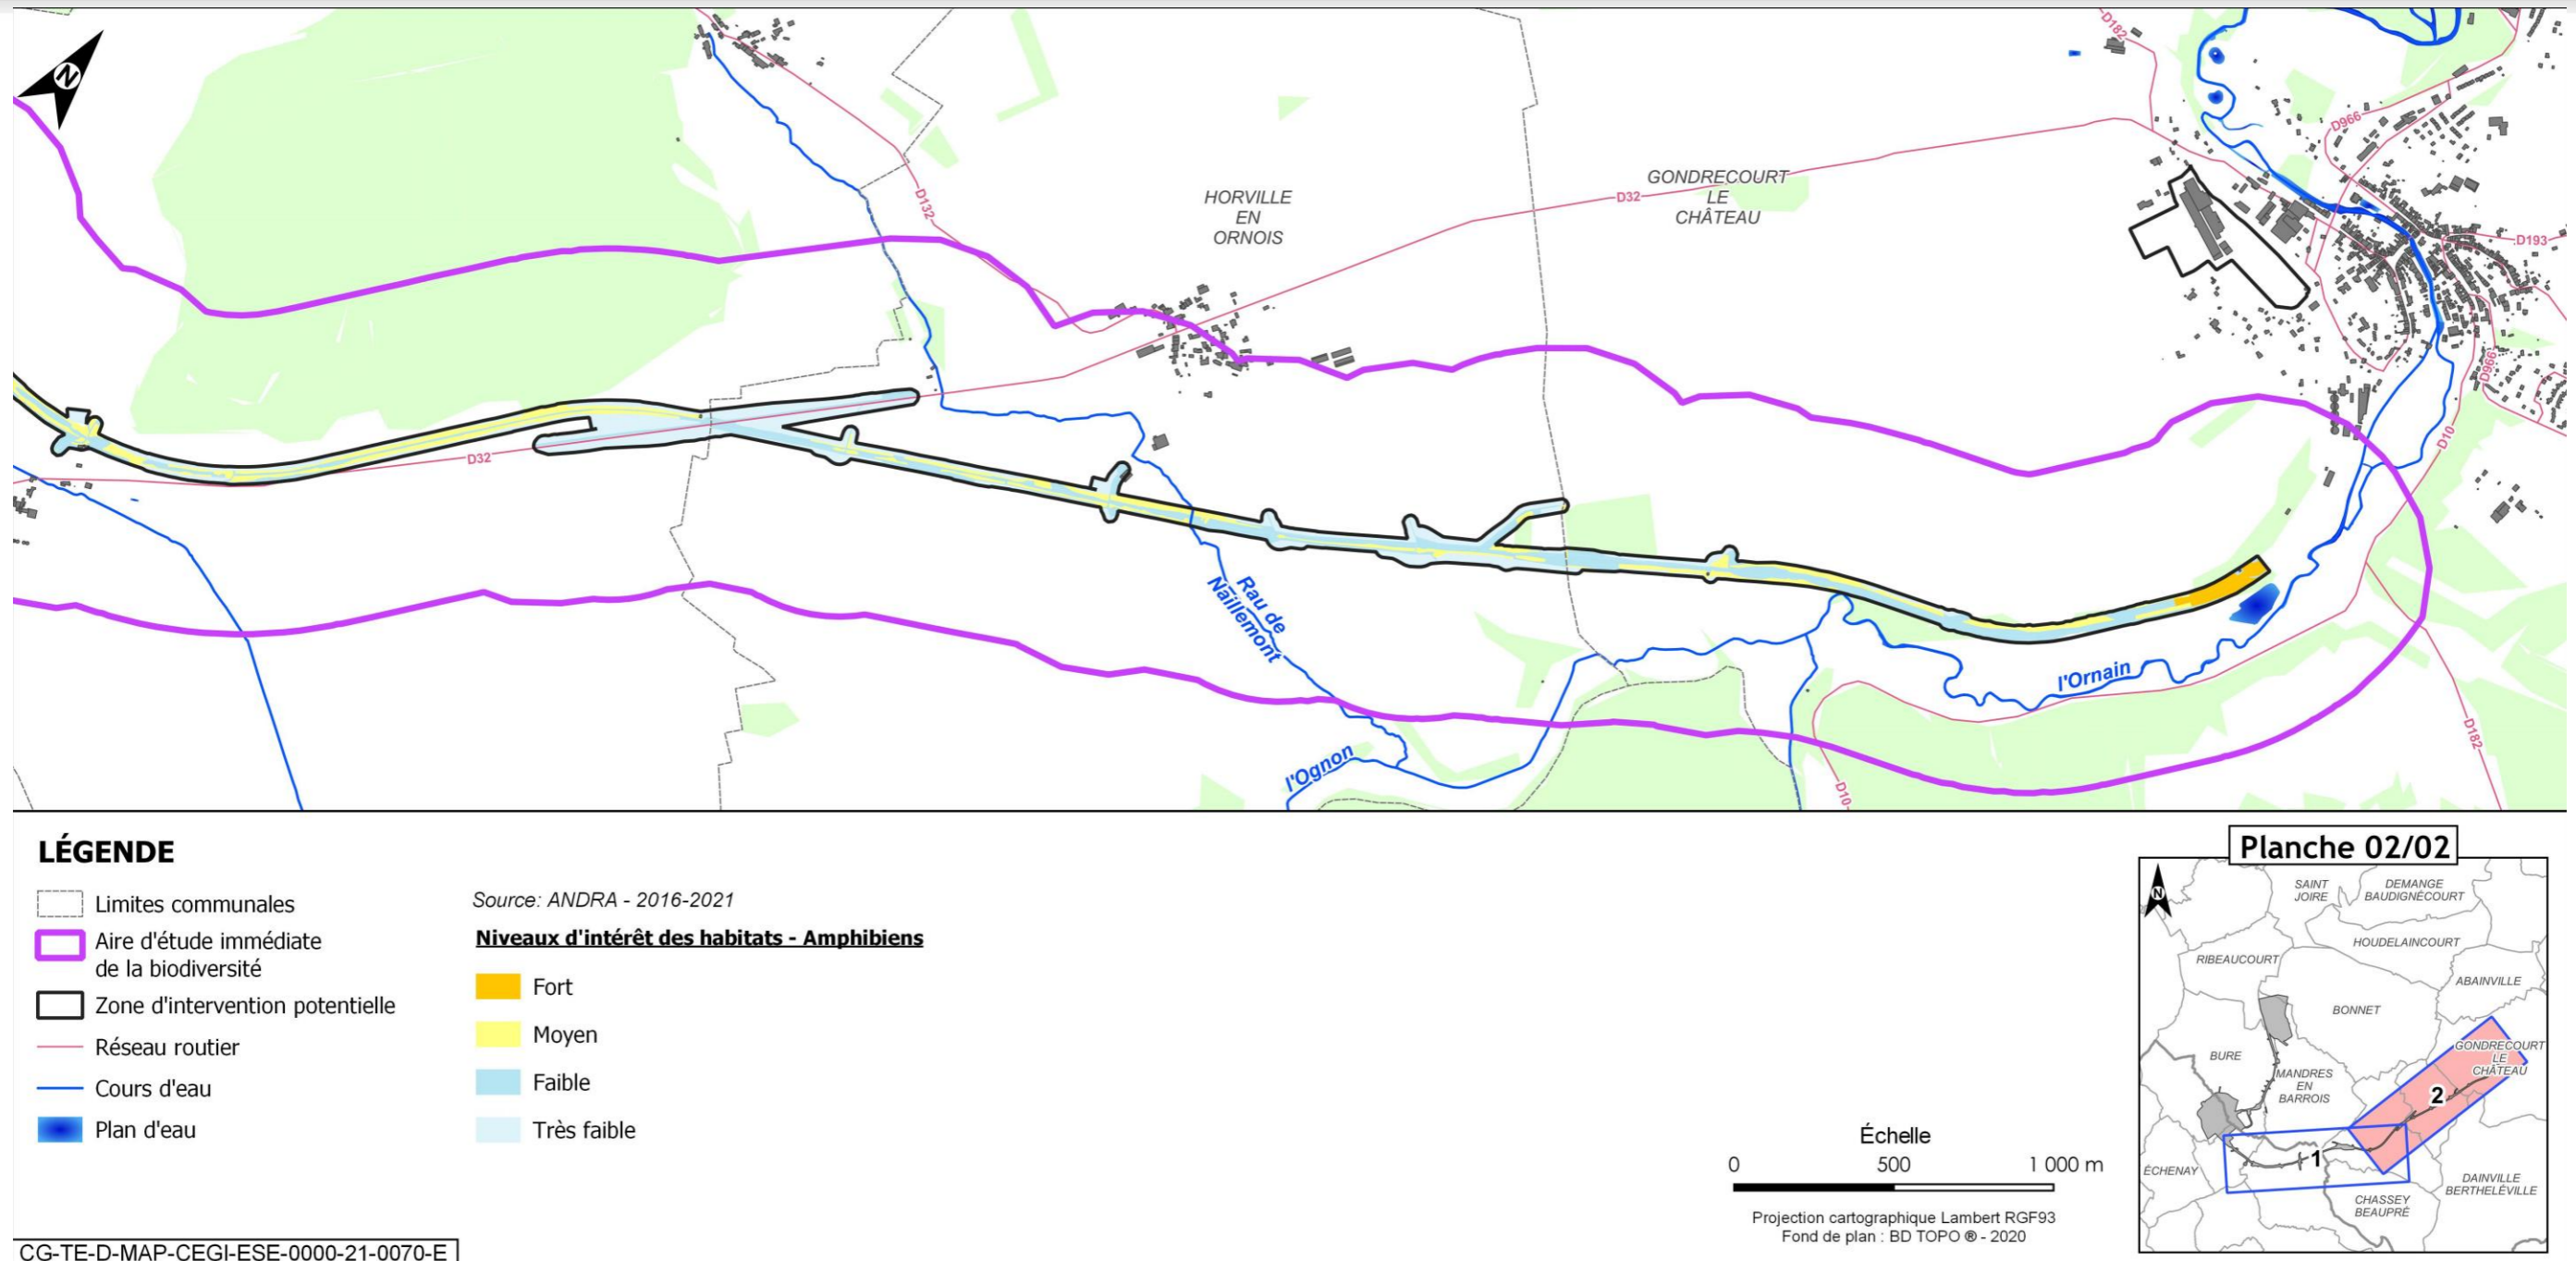 N
D182
D966
D132
HORVILLE
EN
ORNOIS
GONDRECOURT
LE
CHÂTEAU
D32
D193
D966
D10
D32
Rau de
Naillemont
l'Ornain
l'Ognon
D10
D182
LÉGENDE
Limites communales
Aire d'étude immédiate
de la biodiversité
Zone d'intervention potentielle
Réseau routier
Cours d'eau
Plan d'eau
Source: ANDRA - 2016-2021
Niveaux d'intérêt des habitats - Amphibiens
Fort
Moyen
Faible
Très faible
Échelle
0 500 1 000 m
Projection cartographique Lambert RGF93
Fond de plan : BD TOPO ® - 2020
Planche 02/02
N
SAINT
JOIRE
DEMANGE
BAUDIGNÉCOURT
HOUDELAINCOURT
RIBEAUCOURT
ABAINVILLE
BONNET
BURE
GONDRECOURT
LE
CHÂTEAU
MANDRES
EN
BARROIS
2
1
ÉCHENAY
DAINVILLE
BERTHELÉVILLE
CHASSEY
BEAUPRÉ
CG-TE-D-MAP-CEGI-ESE-0000-21-0070-E